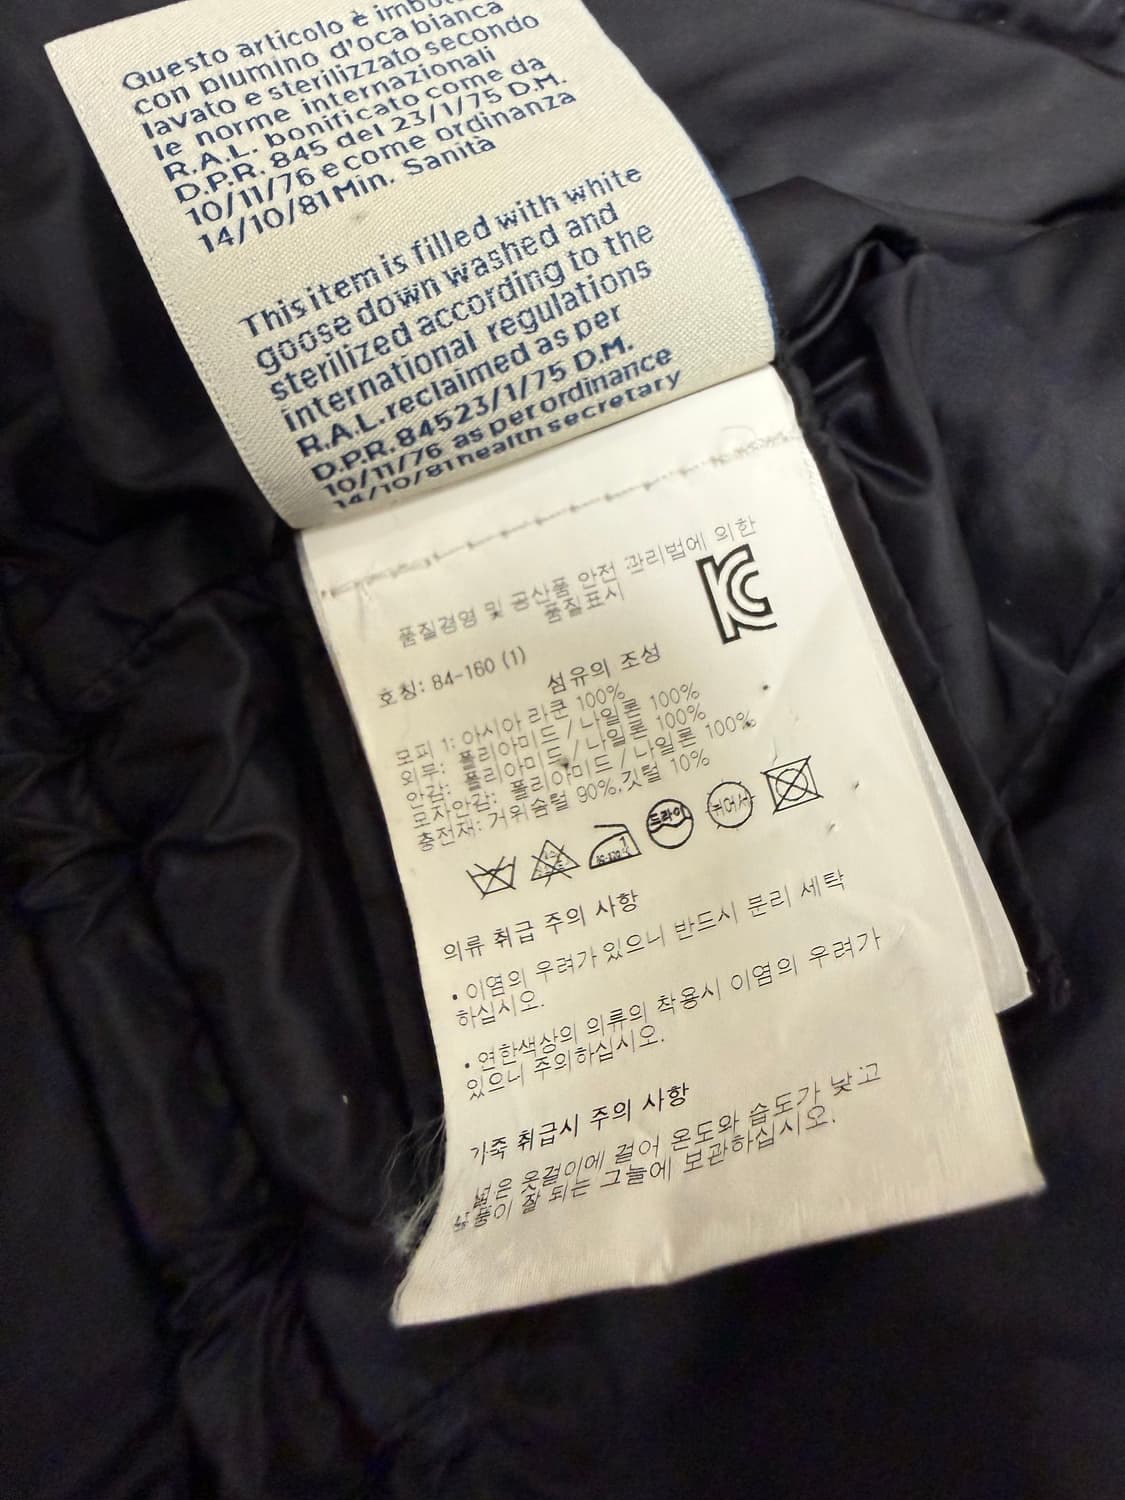 Questo articolo è imbot
con piumino d'oca bianca
lavato e sterilizzato secondo
le norme internazionali
R.A.L. bonificato come da
D.P.R. 845 del 23/1/75 D.M.
10/11/76 e come ordinanza
14/10/81 Min. Sanità
This item is filled with white
goose down washed and
sterilized according to the
international regulations
R.A.L. reclaimed as per
D.P.R. 845 23/1/75 D.M.
10/11/76 as per ordinance
14/10/81 health secretary
품질경영 및 공산품 안전 관리법에 의한
품질표시
KC
호칭: 84-160 (1)
섬유의 조성
모피 1: 아시아 라쿤 100%
외부: 폴리아미드 / 나일론 100%
안감: 폴리아미드 / 나일론 100%
모자안감: 폴리아미드 / 나일론 100%
충전재: 거위솜털 90%, 깃털 10%
1 드라이 뉘어서
의류 취급 주의 사항
• 이염의 우려가 있으니 반드시 분리 세탁
하십시오.
• 연한색상의 의류의 착용시 이염의 우려가
있으니 주의하십시오.
가죽 취급시 주의 사항
넓은 옷걸이에 걸어 온도와 습도가 낮고
통풍이 잘 되는 그늘에 보관하십시오.